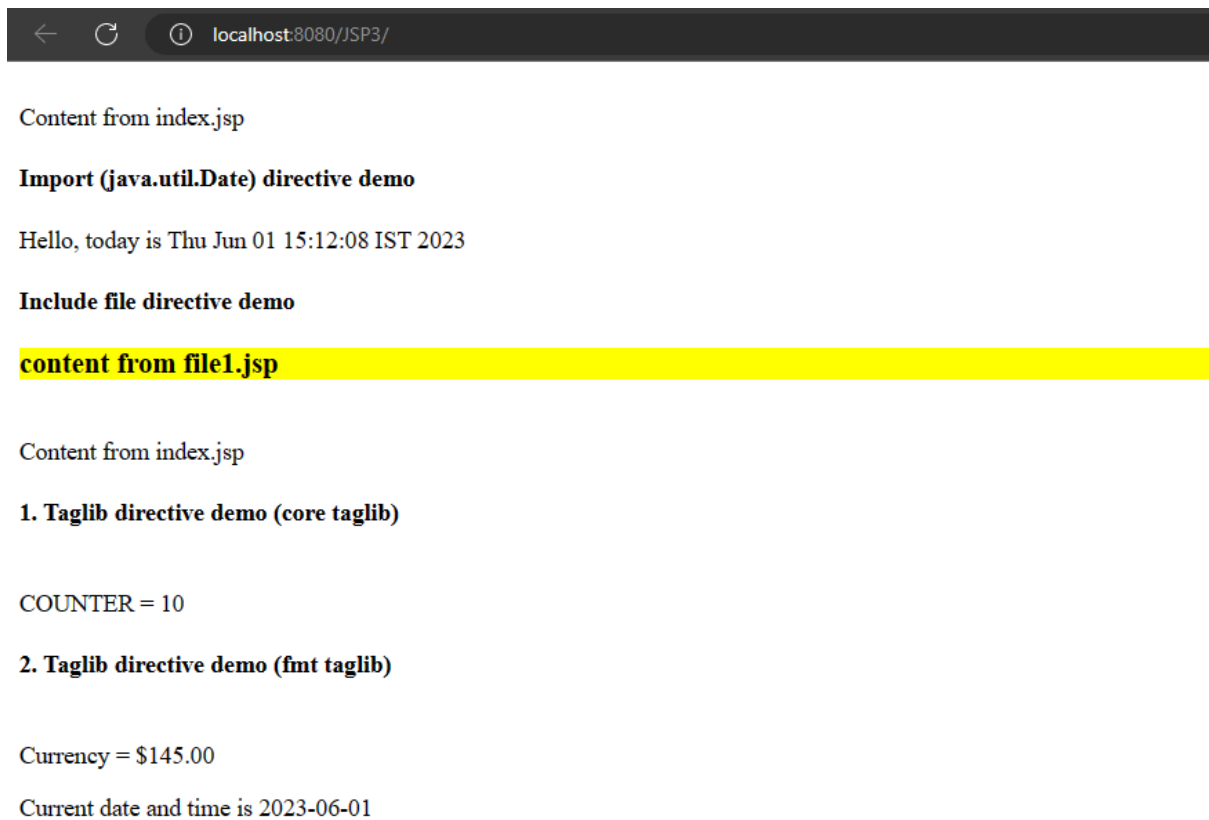 localhost:8080/JSP3/
Content from index.jsp
Import (java.util.Date) directive demo
Hello, today is Thu Jun 01 15:12:08 IST 2023
Include file directive demo
content from file1.jsp
Content from index.jsp
1. Taglib directive demo (core taglib)
COUNTER = 10
2. Taglib directive demo (fmt taglib)
Currency = $145.00
Current date and time is 2023-06-01